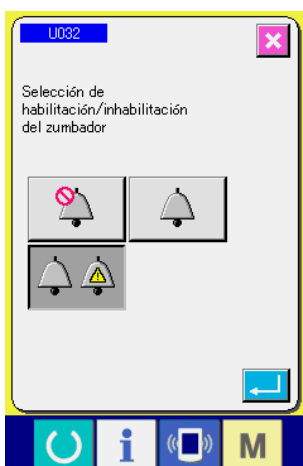 U032
Selección de
habilitación/inhabilitación
del zumbador
i
M